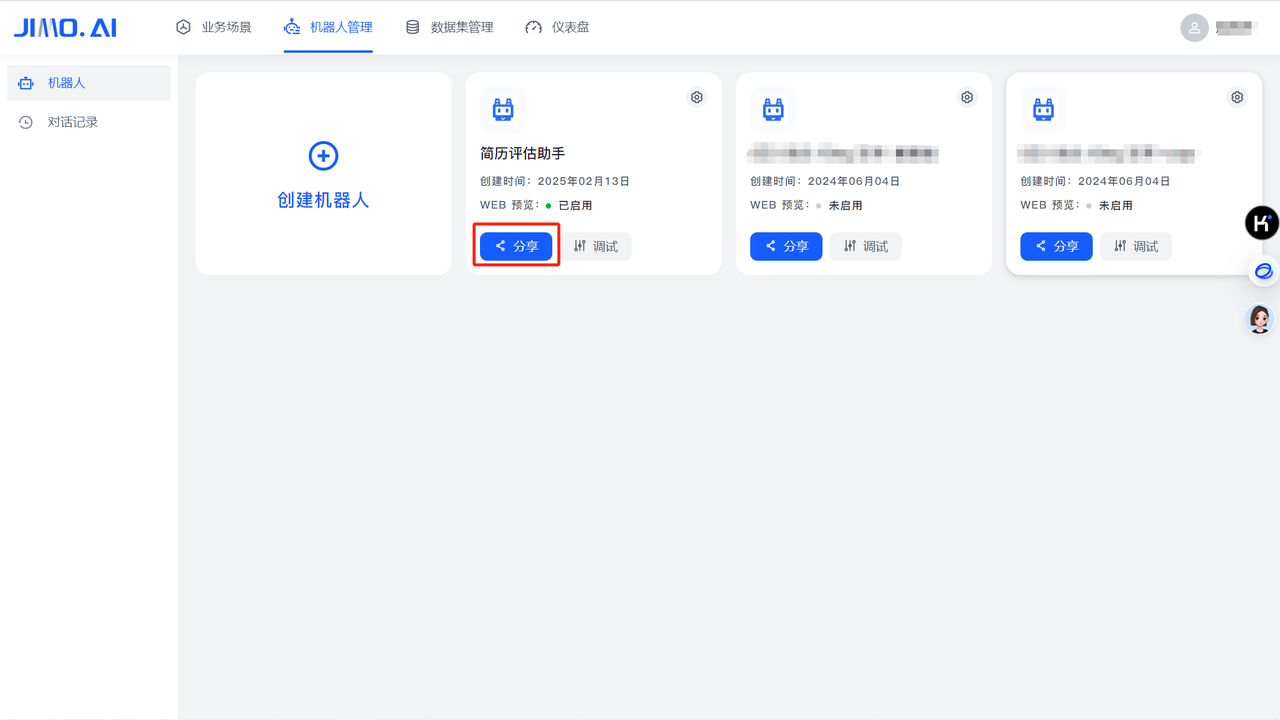 JIMO.AI
业务场景
机器人管理
数据集管理
仪表盘
机器人
对话记录
创建机器人
简历评估助手
创建时间：2025年02月13日
WEB 预览：已启用
分享
调试
创建时间：2024年06月04日
WEB 预览：未启用
分享
调试
创建时间：2024年06月04日
WEB 预览：未启用
分享
调试
K